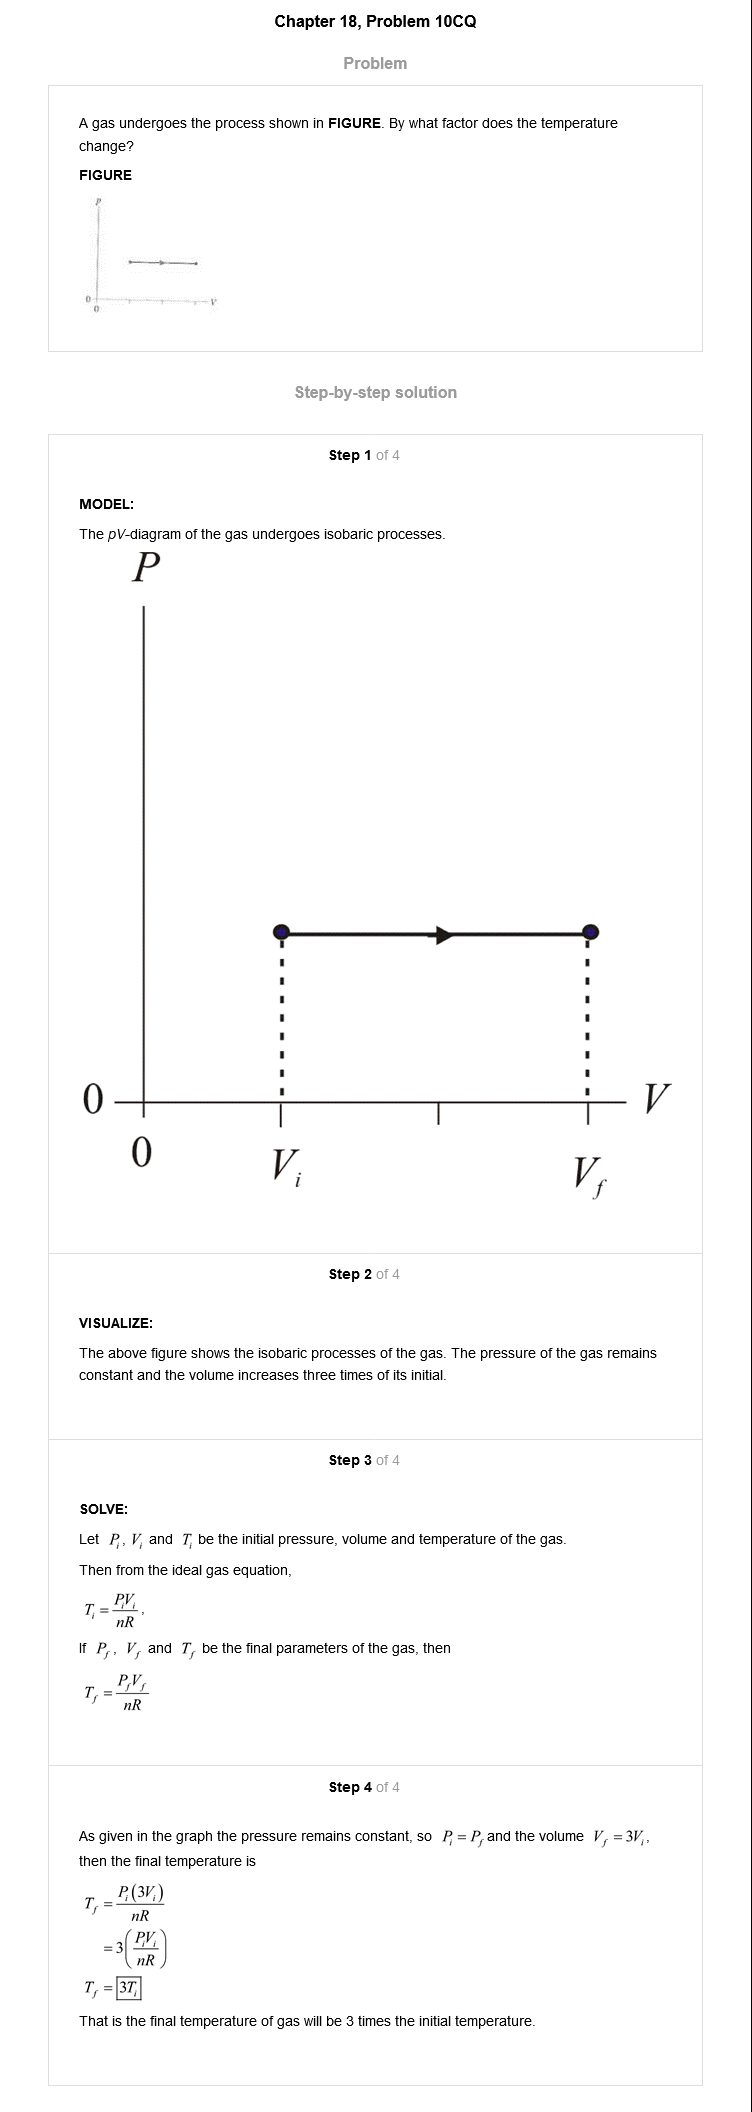 Chapter 18, Problem 10CQ
Problem
A gas undergoes the process shown in FIGURE. By what factor does the temperature
change?
FIGURE
P
0
0
V
Step-by-step solution
Step 1 of 4
MODEL:
The pV-diagram of the gas undergoes isobaric processes.
P
0
V
0
V_i
V_f
Step 2 of 4
VISUALIZE:
The above figure shows the isobaric processes of the gas. The pressure of the gas remains
constant and the volume increases three times of its initial.
Step 3 of 4
SOLVE:
Let P_i, V_i and T_i be the initial pressure, volume and temperature of the gas.
Then from the ideal gas equation,
T_i = P_iV_i / nR,
If P_f, V_f and T_f be the final parameters of the gas, then
T_f = P_fV_f / nR
Step 4 of 4
As given in the graph the pressure remains constant, so P_i = P_f and the volume V_f = 3V_i,
then the final temperature is
T_f = P_i(3V_i) / nR
= 3(P_iV_i / nR)
T_f = 3T_i
That is the final temperature of gas will be 3 times the initial temperature.